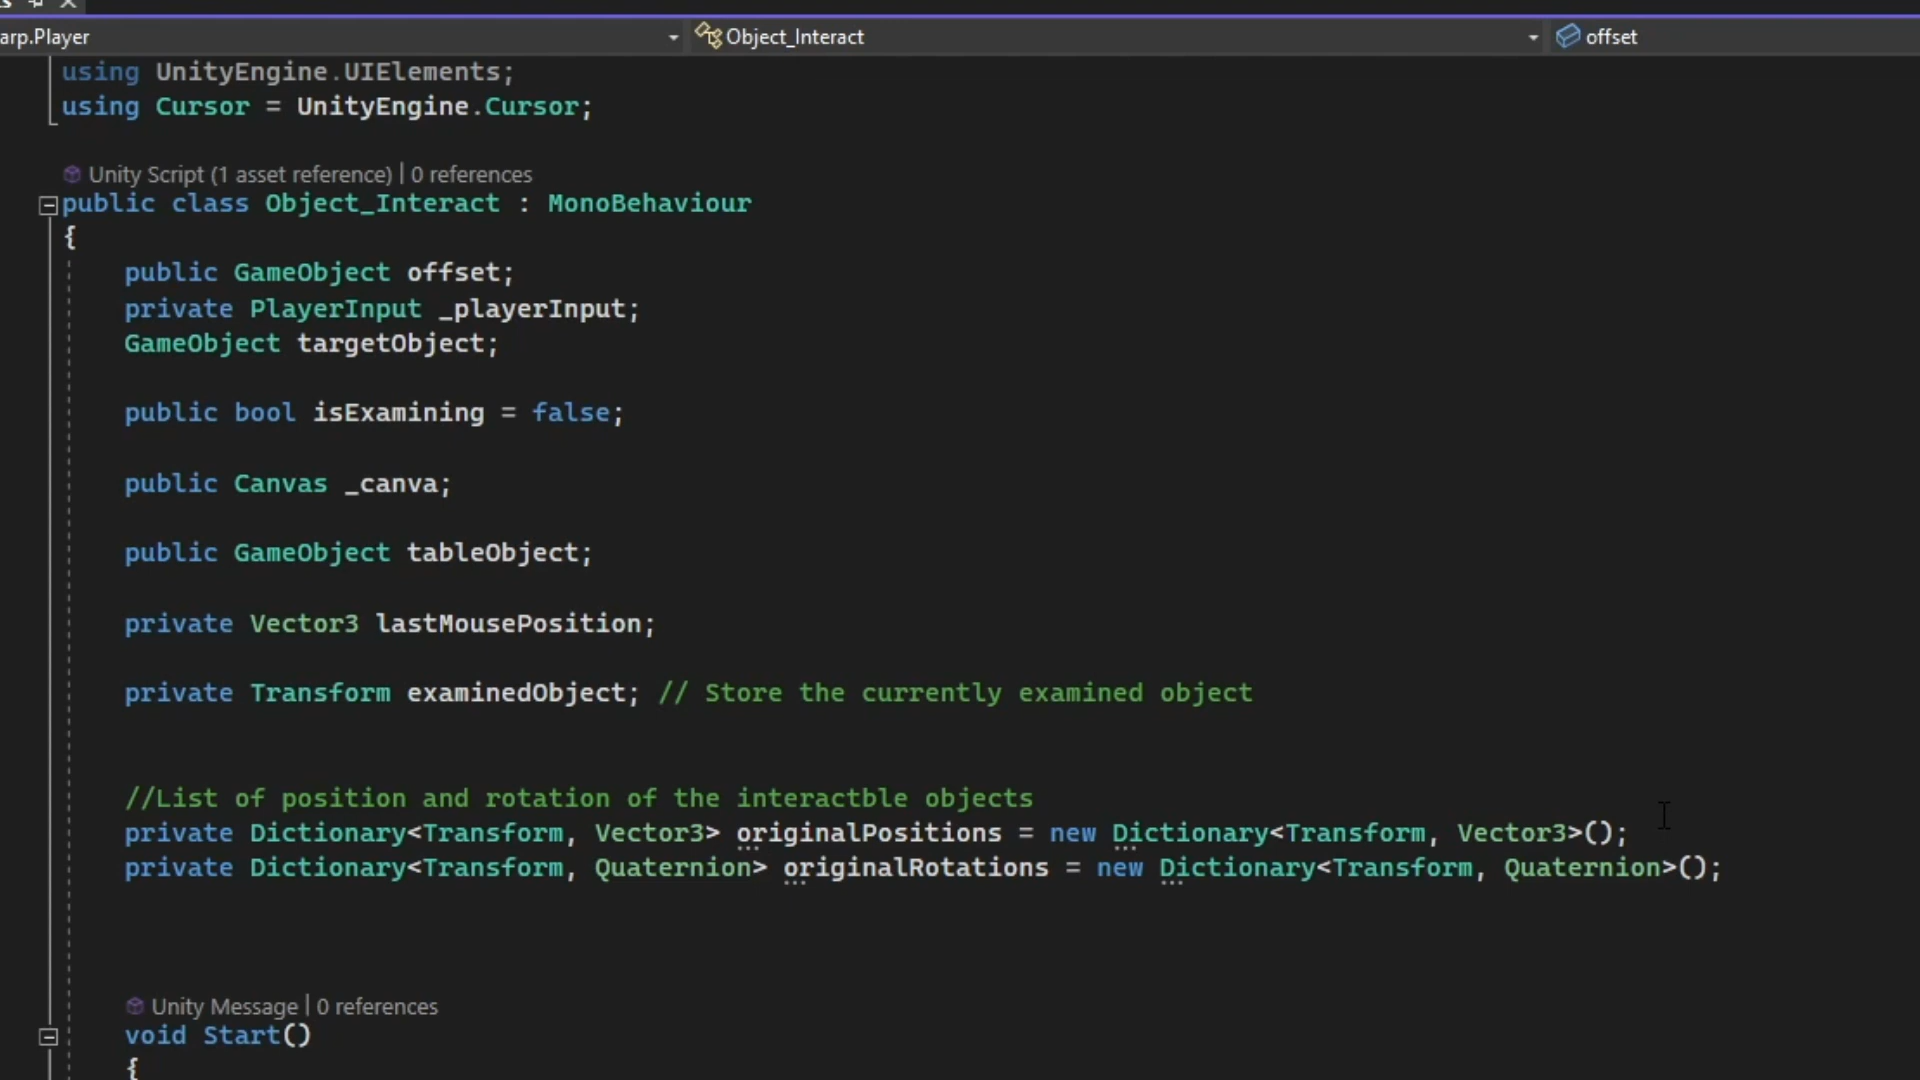 arp.Player
Object_Interact
offset
using UnityEngine.UIElements;
using Cursor = UnityEngine.Cursor;
Unity Script (1 asset reference) | 0 references
public class Object_Interact : MonoBehaviour
{
public GameObject offset;
private PlayerInput _playerInput;
GameObject targetObject;
public bool isExamining = false;
public Canvas _canva;
public GameObject tableObject;
private Vector3 lastMousePosition;
private Transform examinedObject; // Store the currently examined object
//List of position and rotation of the interactble objects
private Dictionary<Transform, Vector3> originalPositions = new Dictionary<Transform, Vector3>();
private Dictionary<Transform, Quaternion> originalRotations = new Dictionary<Transform, Quaternion>();
Unity Message | 0 references
void Start()
{